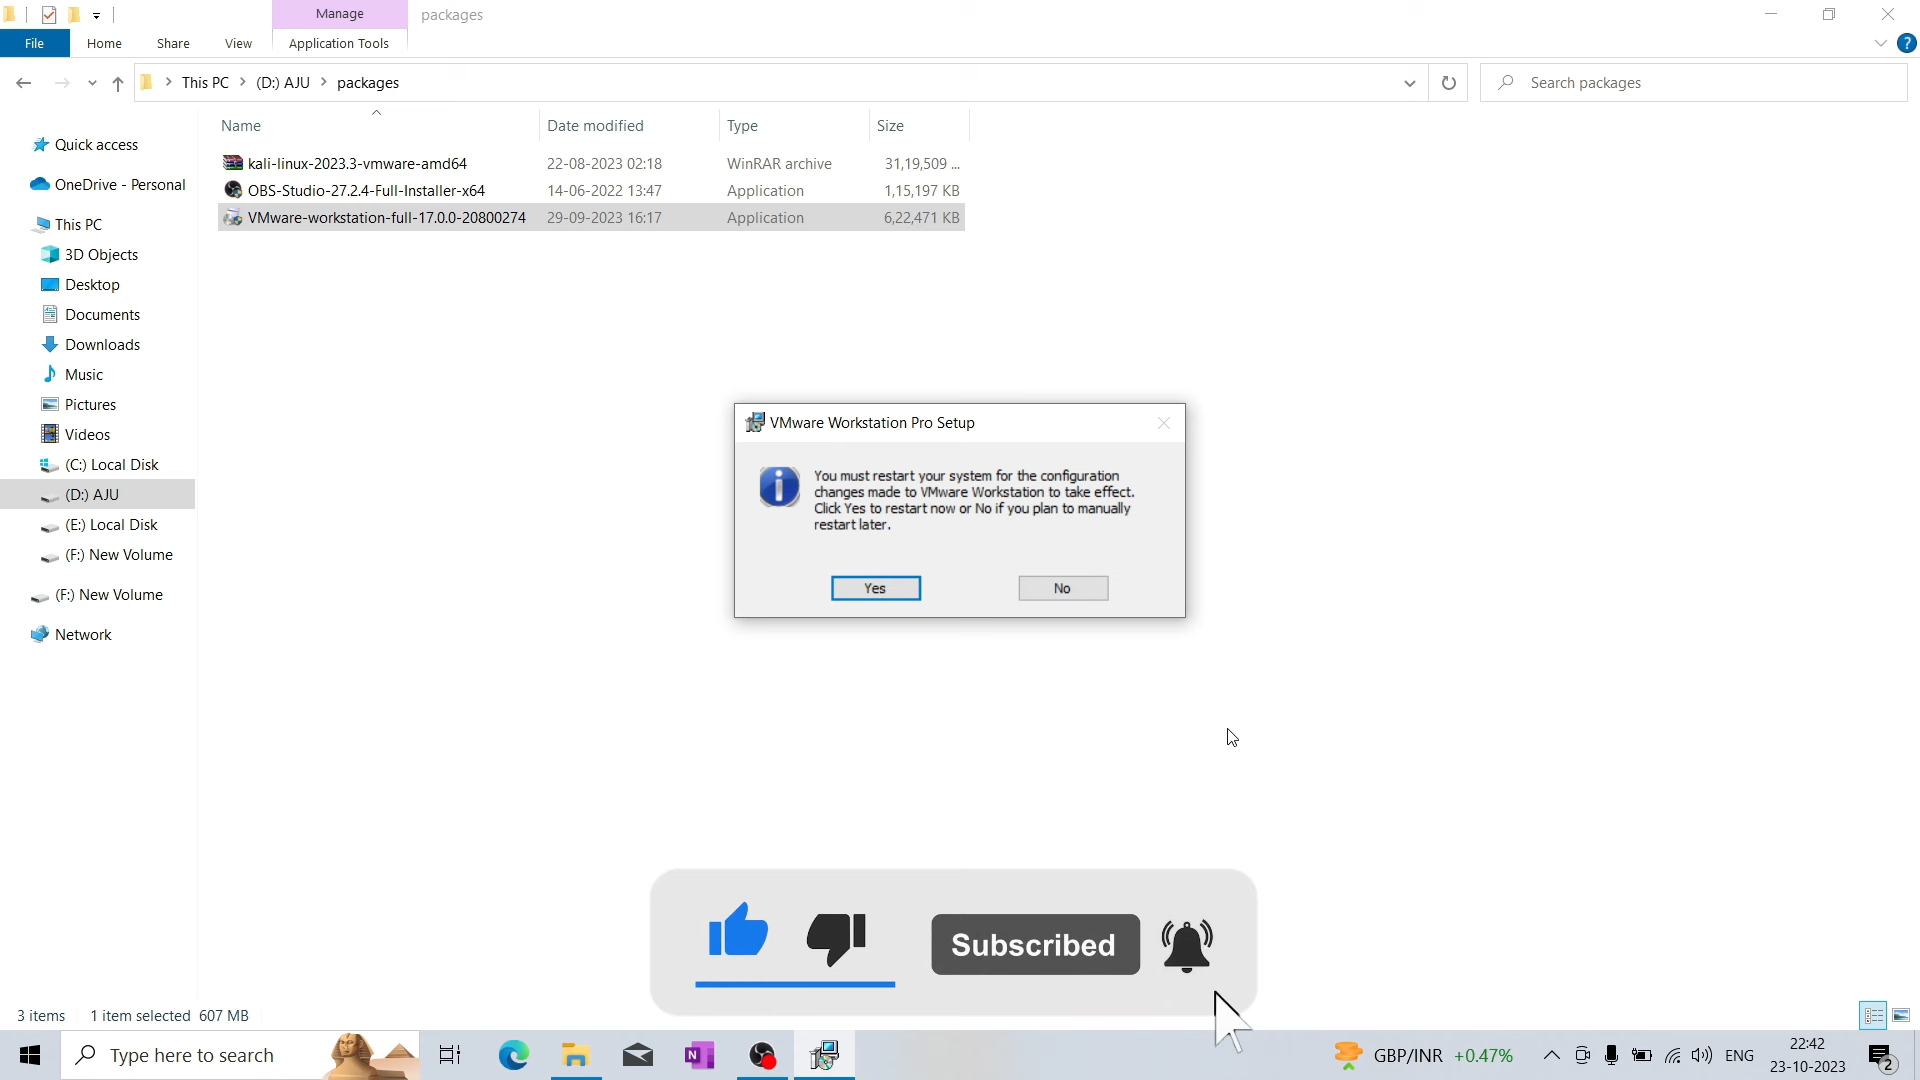 Manage
packages
File
Home
Share
View
Application Tools
?
This PC
(D:) AJU
packages
Search packages
Name
Date modified
Type
Size
kali-linux-2023.3-vmware-amd64
22-08-2023 02:18
WinRAR archive
31,19,509 ...
OBS-Studio-27.2.4-Full-Installer-x64
14-06-2022 13:47
Application
1,15,197 KB
VMware-workstation-full-17.0.0-20800274
29-09-2023 16:17
Application
6,22,471 KB
Quick access
OneDrive - Personal
This PC
3D Objects
Desktop
Documents
Downloads
Music
Pictures
Videos
(C:) Local Disk
(D:) AJU
(E:) Local Disk
(F:) New Volume
(F:) New Volume
Network
VMware Workstation Pro Setup
You must restart your system for the configuration
changes made to VMware Workstation to take effect.
Click Yes to restart now or No if you plan to manually
restart later.
Yes
No
Subscribed
3 items
1 item selected 607 MB
Type here to search
N
GBP/INR +0.47%
ENG
22:42
23-10-2023
2